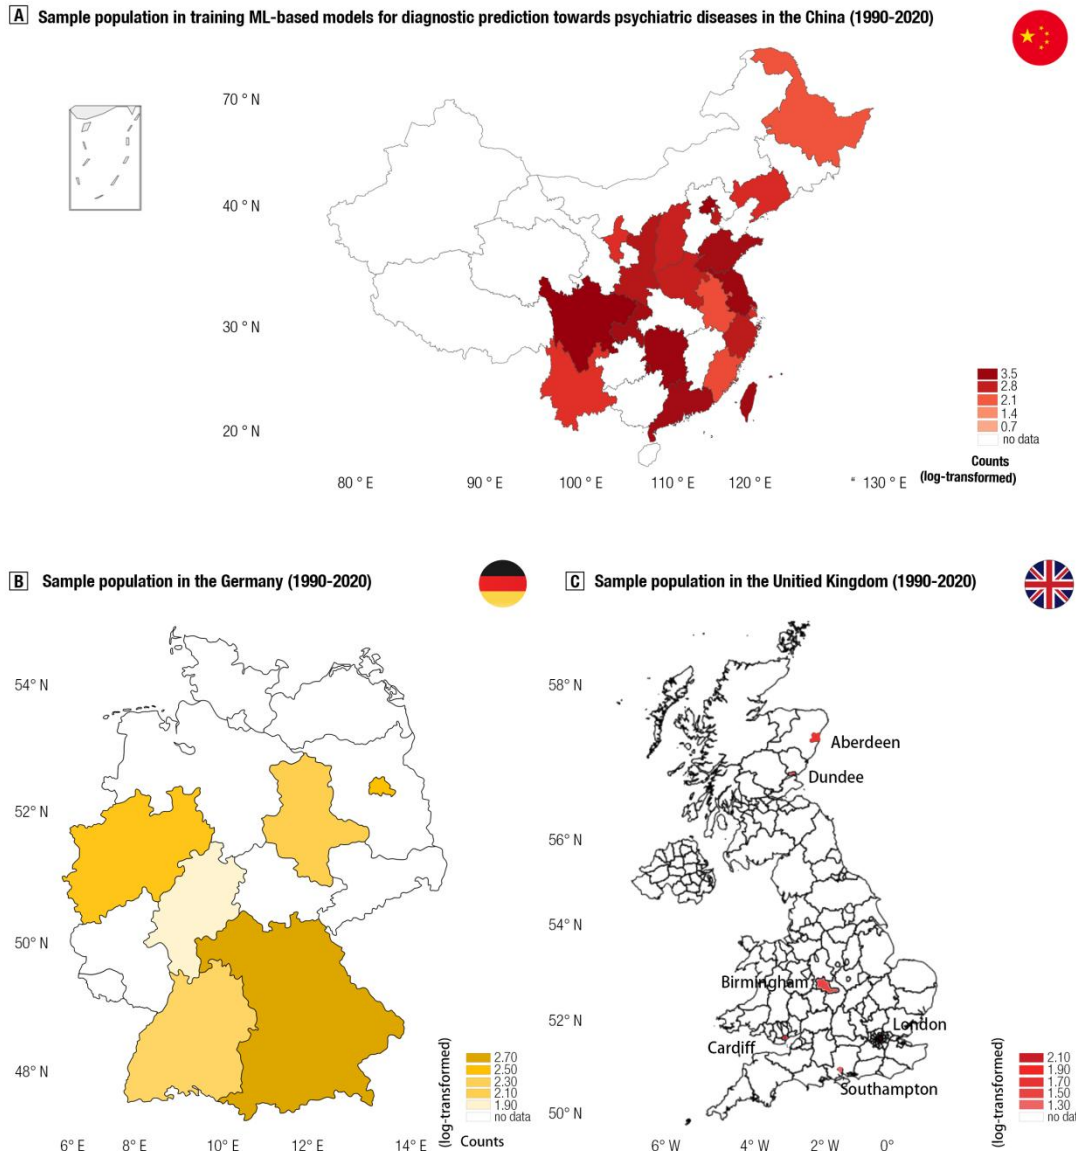 A Sample population in training ML-based models for diagnostic prediction towards psychiatric diseases in the China (1990-2020)
70 ° N
40 ° N
30 ° N
20 ° N
80 ° E 90 ° E 100 ° E 110 ° E 120 ° E 130 ° E
3.5
2.8
2.1
1.4
0.7
no data
Counts
(log-transformed)
B Sample population in the Germany (1990-2020)
54° N
52° N
50° N
48° N
6° E 8° E 10° E 12° E 14° E
2.70
2.50
2.30
2.10
1.90
no data
(log-transformed)
Counts
C Sample population in the Unitied Kingdom (1990-2020)
58° N
56° N
54° N
52° N
50° N
Aberdeen
Dundee
Birmingham
London
Cardiff
Southampton
6° W 4° W 2° W 0°
2.10
1.90
1.70
1.50
1.30
no dat
(log-transformed)